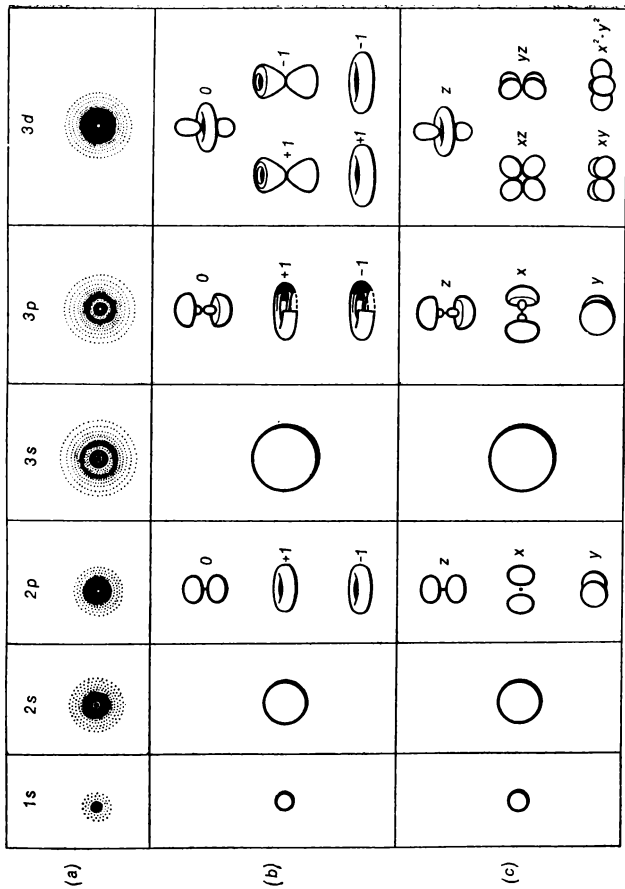 1s 2s 2p 3s 3p 3d
(a)
(b)
0 0 0
+1 +1 +1 -1
-1 -1 +1 -1
(c)
z z z
x x xz yz
y y xy x²-y²